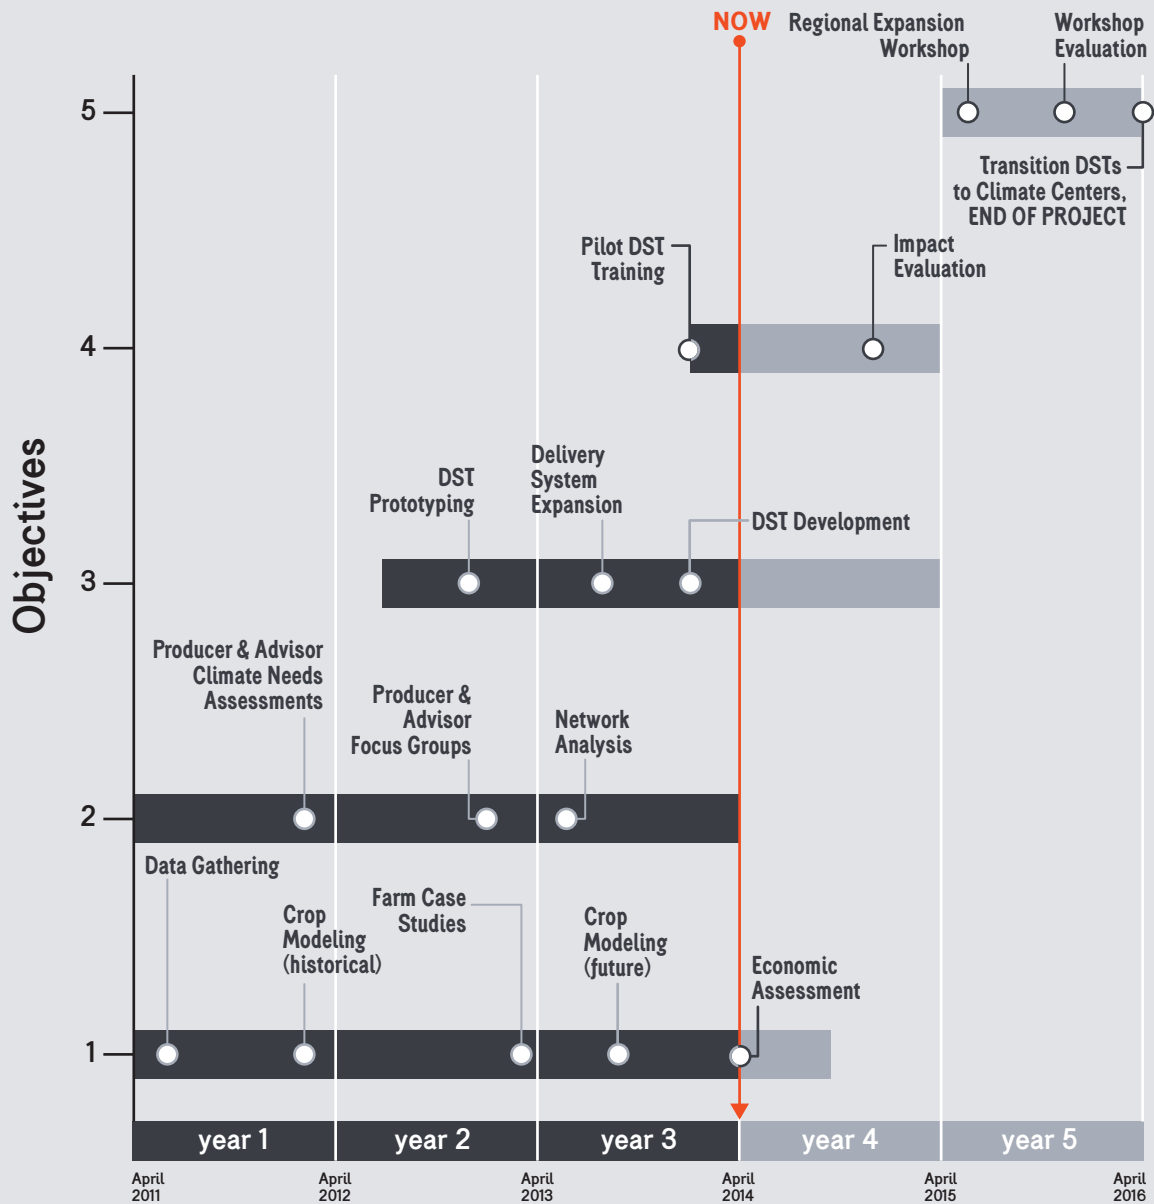 NOW
Regional Expansion
Workshop
Workshop
Evaluation
5
Transition DSTs
to Climate Centers,
END OF PROJECT
Pilot DST
Training
Impact
Evaluation
4
Objectives
DST
Prototyping
Delivery
System
Expansion
DST Development
3
Producer & Advisor
Climate Needs
Assessments
Producer &
Advisor
Focus Groups
Network
Analysis
2
Data Gathering
Crop
Modeling
(historical)
Farm Case
Studies
Crop
Modeling
(future)
Economic
Assessment
1
year 1
year 2
year 3
year 4
year 5
April
2011
April
2012
April
2013
April
2014
April
2015
April
2016